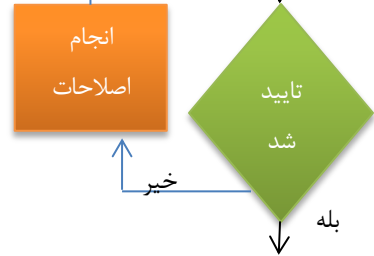 انجام
اصلاحات
تایید
شد
خیر
بله